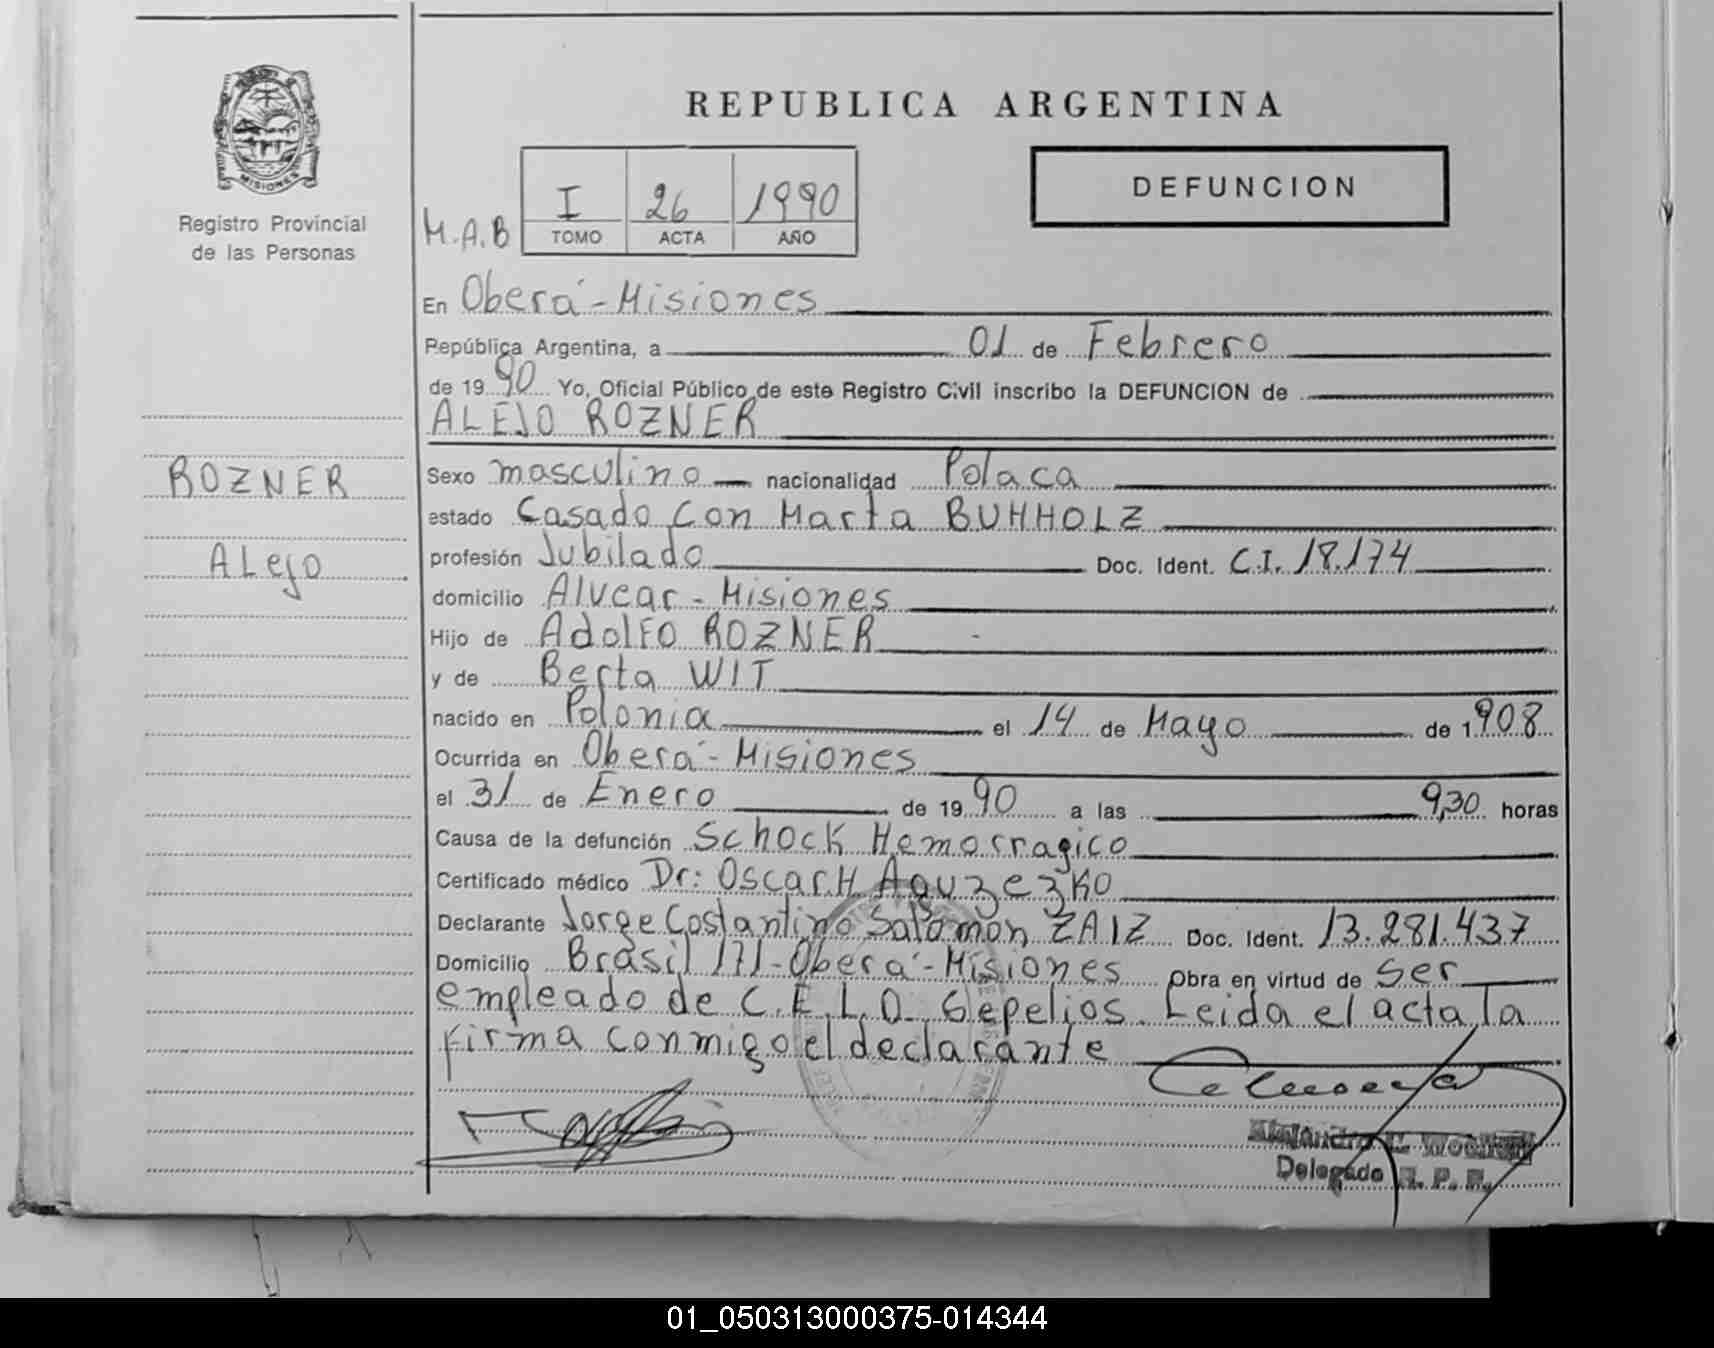 REPUBLICA ARGENTINA
MISIONES
Registro Provincial
de las Personas
M.A.B
I 26 1990
TOMO ACTA AÑO
DEFUNCION
En Oberá - Misiones
República Argentina, a 01 de Febrero
de 1990 Yo, Oficial Público de este Registro Civil inscribo la DEFUNCION de
ALEJO ROZNER
ROZNER
Alejo
Sexo masculino nacionalidad Polaca
estado Casado con Marta BUHHOLZ
profesión Jubilado Doc. Ident. C.I. 18.174
domicilio Alvear - Misiones
Hijo de Adolfo ROZNER
y de Berta WIT
nacido en Polonia el 14 de Mayo de 1908
Ocurrida en Oberá - Misiones
el 31 de Enero de 1990 a las 9,30 horas
Causa de la defunción Schock Hemorragico
Certificado médico Dr: Oscar H
Declarante Jorge Costantino Salomon ZAIZ Doc. Ident. 13.281.437
Domicilio Brasil 171 - Oberá - Misiones Obra en virtud de ser
empleado de C.E.L.O. Sepelios. Leida el acta la
firma conmigo el declarante
Delegado R. P. P.
01_050313000375-014344